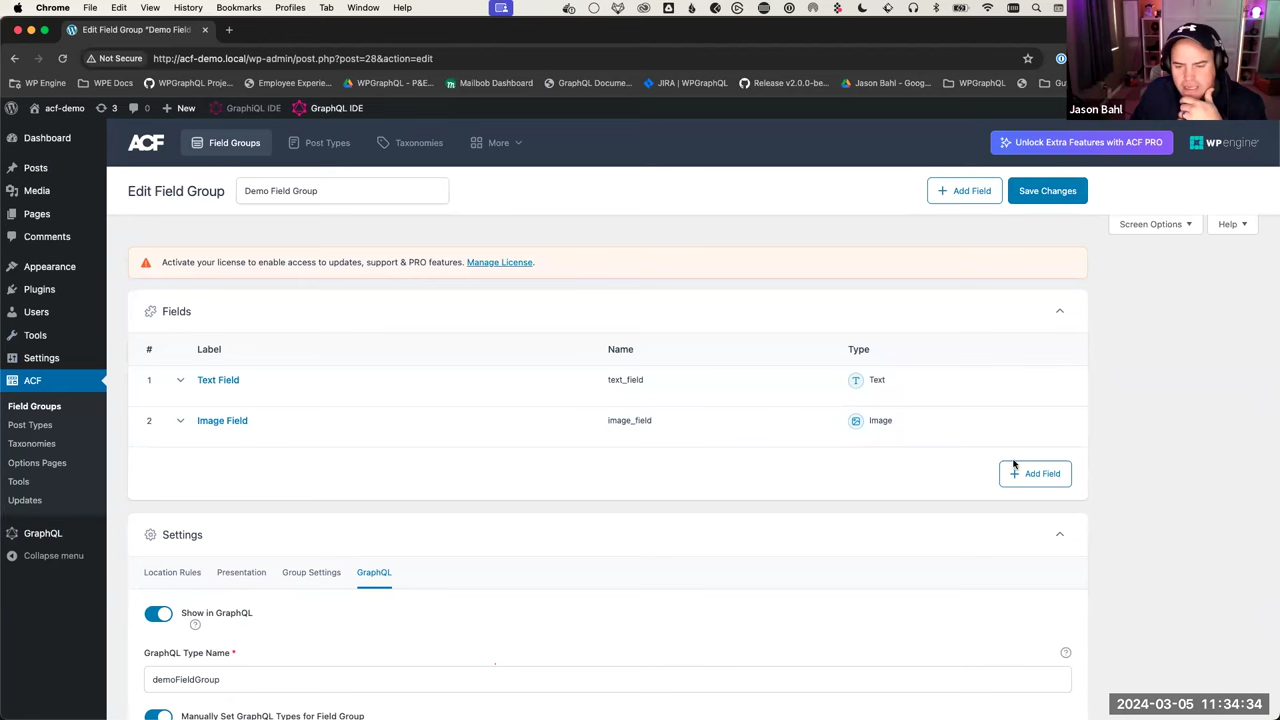 Chrome File Edit View History Bookmarks Profiles Tab Window Help
Edit Field Group "Demo Field
Not Secure http://acf-demo.local/wp-admin/post.php?post=28&action=edit
WP Engine WPGraphQL Proje... Employee Experie... WPGraphQL - P&E... Mailbob Dashboard GraphQL Docume... JIRA | WPGraphQL Release v2.0.0-be... Jason Bahl - Goog... WPGraphQL
Jason Bahl
acf-demo 3 0 New GraphiQL IDE GraphQL IDE
Dashboard
Posts
Media
Pages
Comments
Appearance
Plugins
Users
Tools
Settings
ACF
Field Groups
Post Types
Taxonomies
Options Pages
Tools
Updates
GraphQL
Collapse menu
ACF Field Groups Post Types Taxonomies More Unlock Extra Features with ACF PRO WPengine
Edit Field Group Demo Field Group + Add Field Save Changes
Screen Options Help
Activate your license to enable access to updates, support & PRO features. Manage License.
Fields
# Label Name Type
1 Text Field text_field Text
2 Image Field image_field Image
+ Add Field
Settings
Location Rules Presentation Group Settings GraphQL
Show in GraphQL
GraphQL Type Name *
demoFieldGroup
Manually Set GraphQL Types for Field Group
2024-03-05 11:34:34